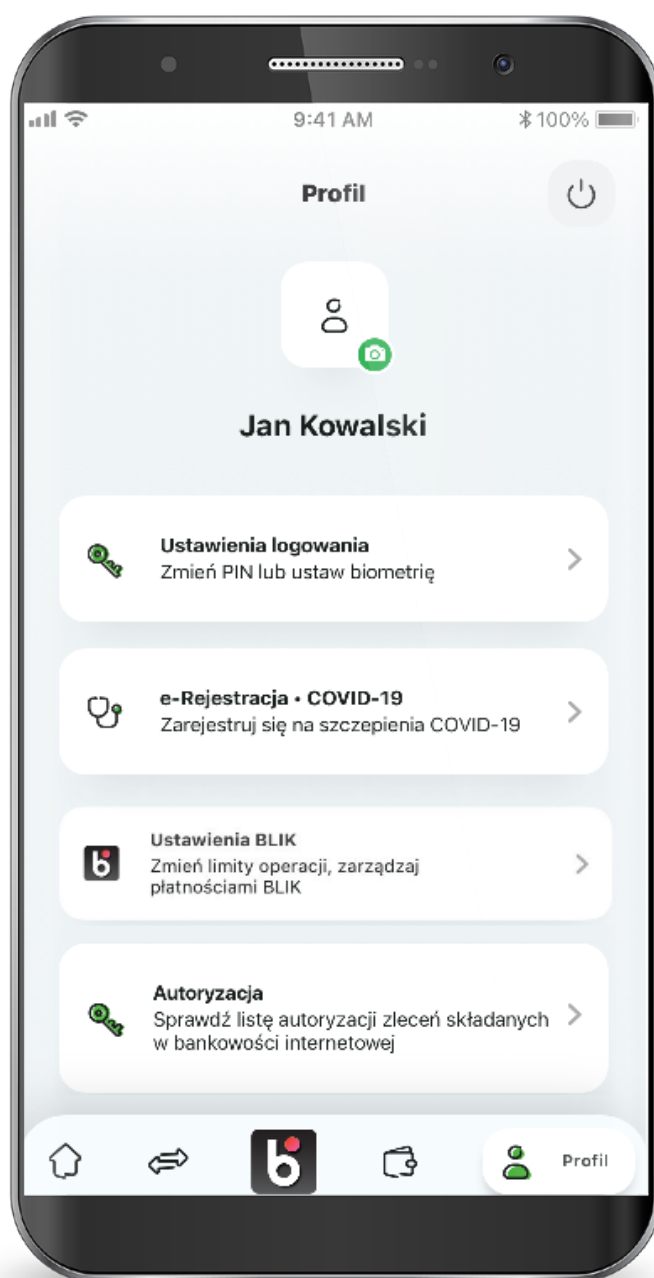 9:41 AM
100%
Profil
Jan Kowalski
Ustawienia logowania
Zmień PIN lub ustaw biometrię
e-Rejestracja • COVID-19
Zarejestruj się na szczepienia COVID-19
Ustawienia BLIK
Zmień limity operacji, zarządzaj
płatnościami BLIK
Autoryzacja
Sprawdź listę autoryzacji zleceń składanych
w bankowości internetowej
Profil